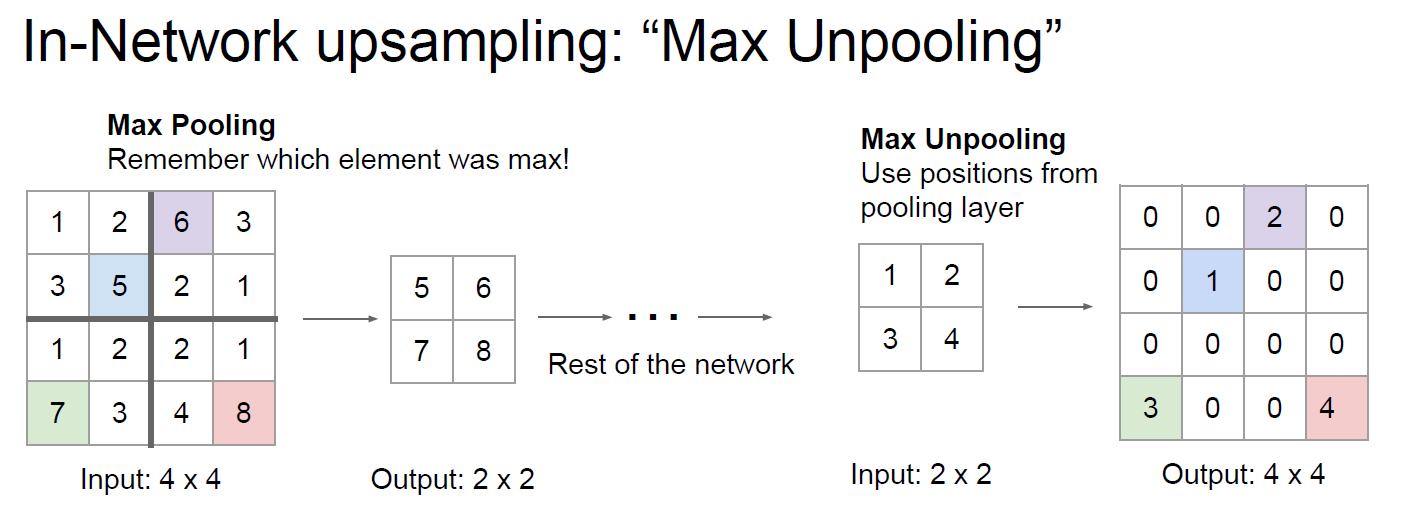 In-Network upsampling: “Max Unpooling”
Max Pooling
Remember which element was max!
1 2 6 3
3 5 2 1
1 2 2 1
7 3 4 8
Input: 4 x 4
5 6
7 8
Output: 2 x 2
...
Rest of the network
Max Unpooling
Use positions from
pooling layer
1 2
3 4
Input: 2 x 2
0 0 2 0
0 1 0 0
0 0 0 0
3 0 0 4
Output: 4 x 4